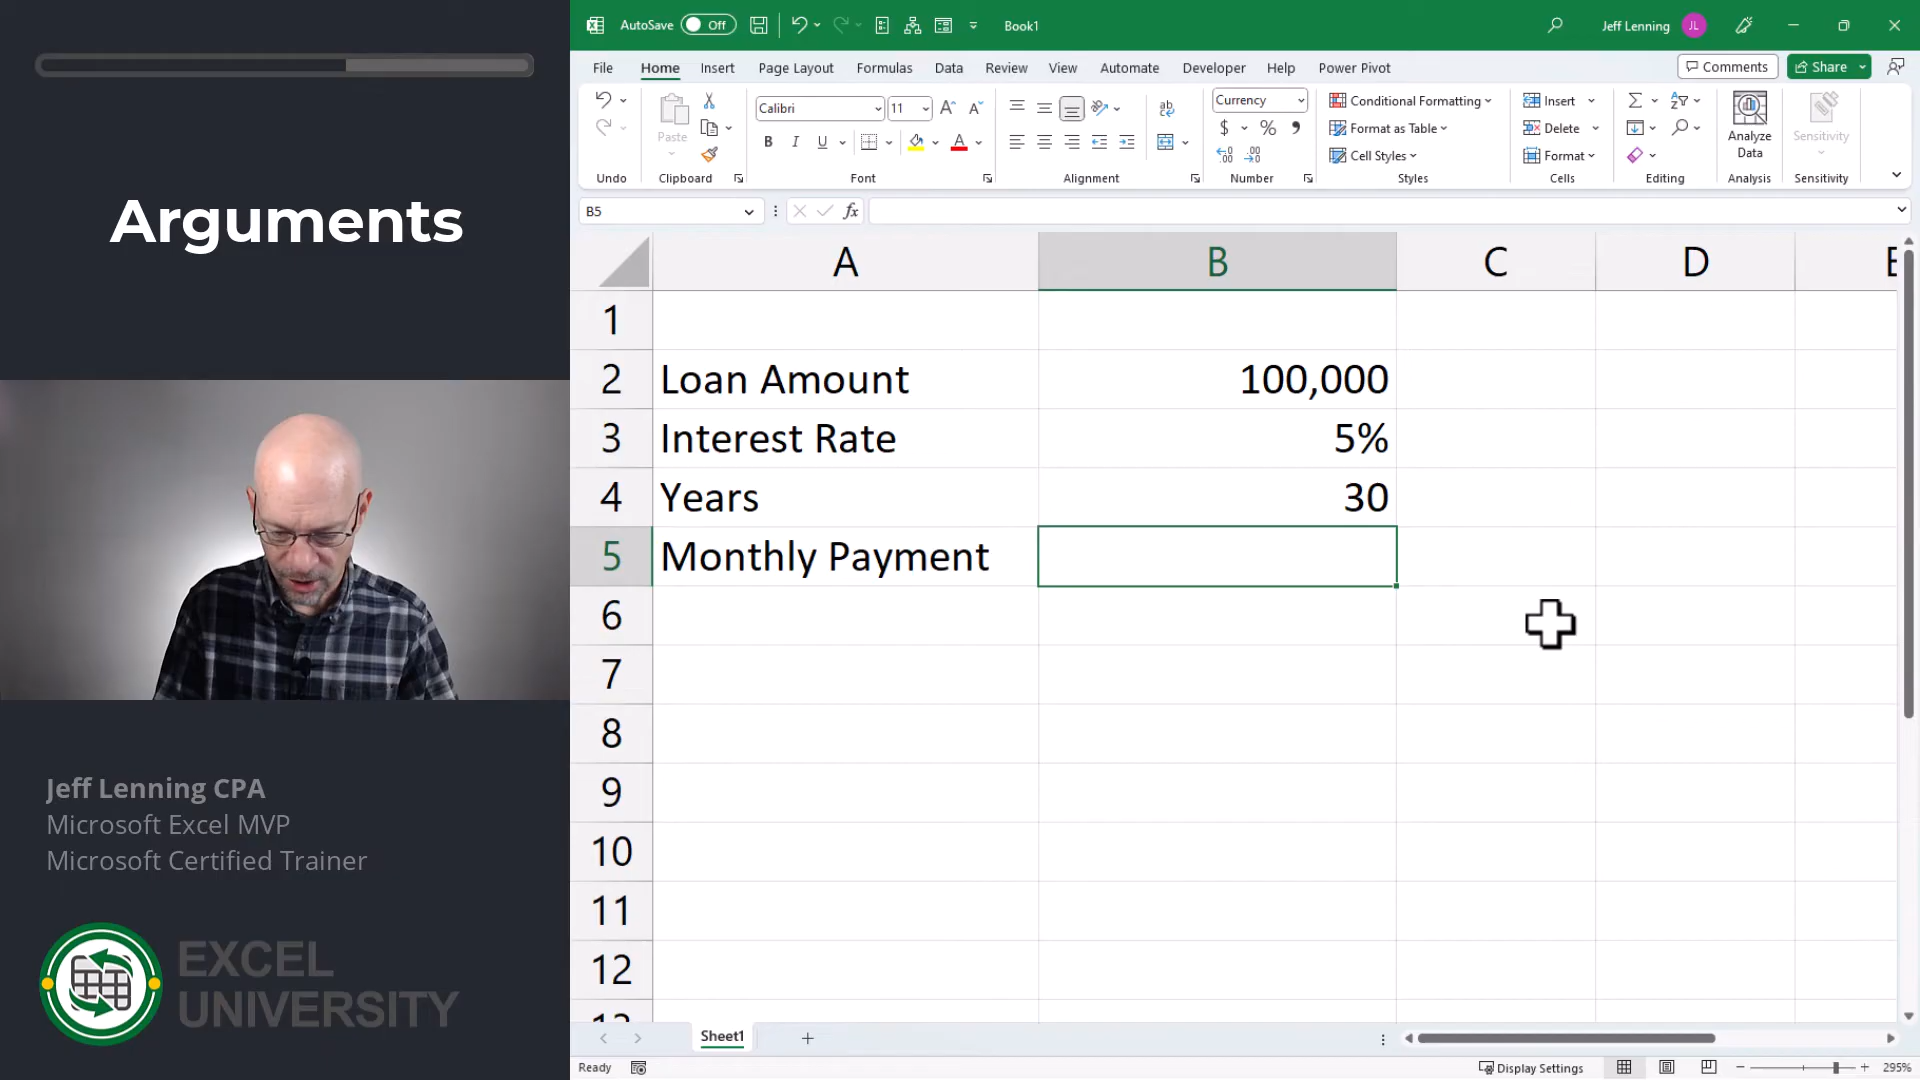 Arguments
Jeff Lenning CPA
Microsoft Excel MVP
Microsoft Certified Trainer
EXCEL
UNIVERSITY
AutoSave Off Book1 Jeff Lenning JL
File Home Insert Page Layout Formulas Data Review View Automate Developer Help Power Pivot Comments Share
Paste Calibri 11 Currency Conditional Formatting Insert Analyze Data Sensitivity
B I U A $ % Format as Table Delete
Cell Styles Format
Undo Clipboard Font Alignment Number Styles Cells Editing Analysis Sensitivity
B5 fx
A B C D E
1
2 Loan Amount 100,000
3 Interest Rate 5%
4 Years 30
5 Monthly Payment
6
7
8
9
10
11
12
13
Sheet1
Ready Display Settings 295%